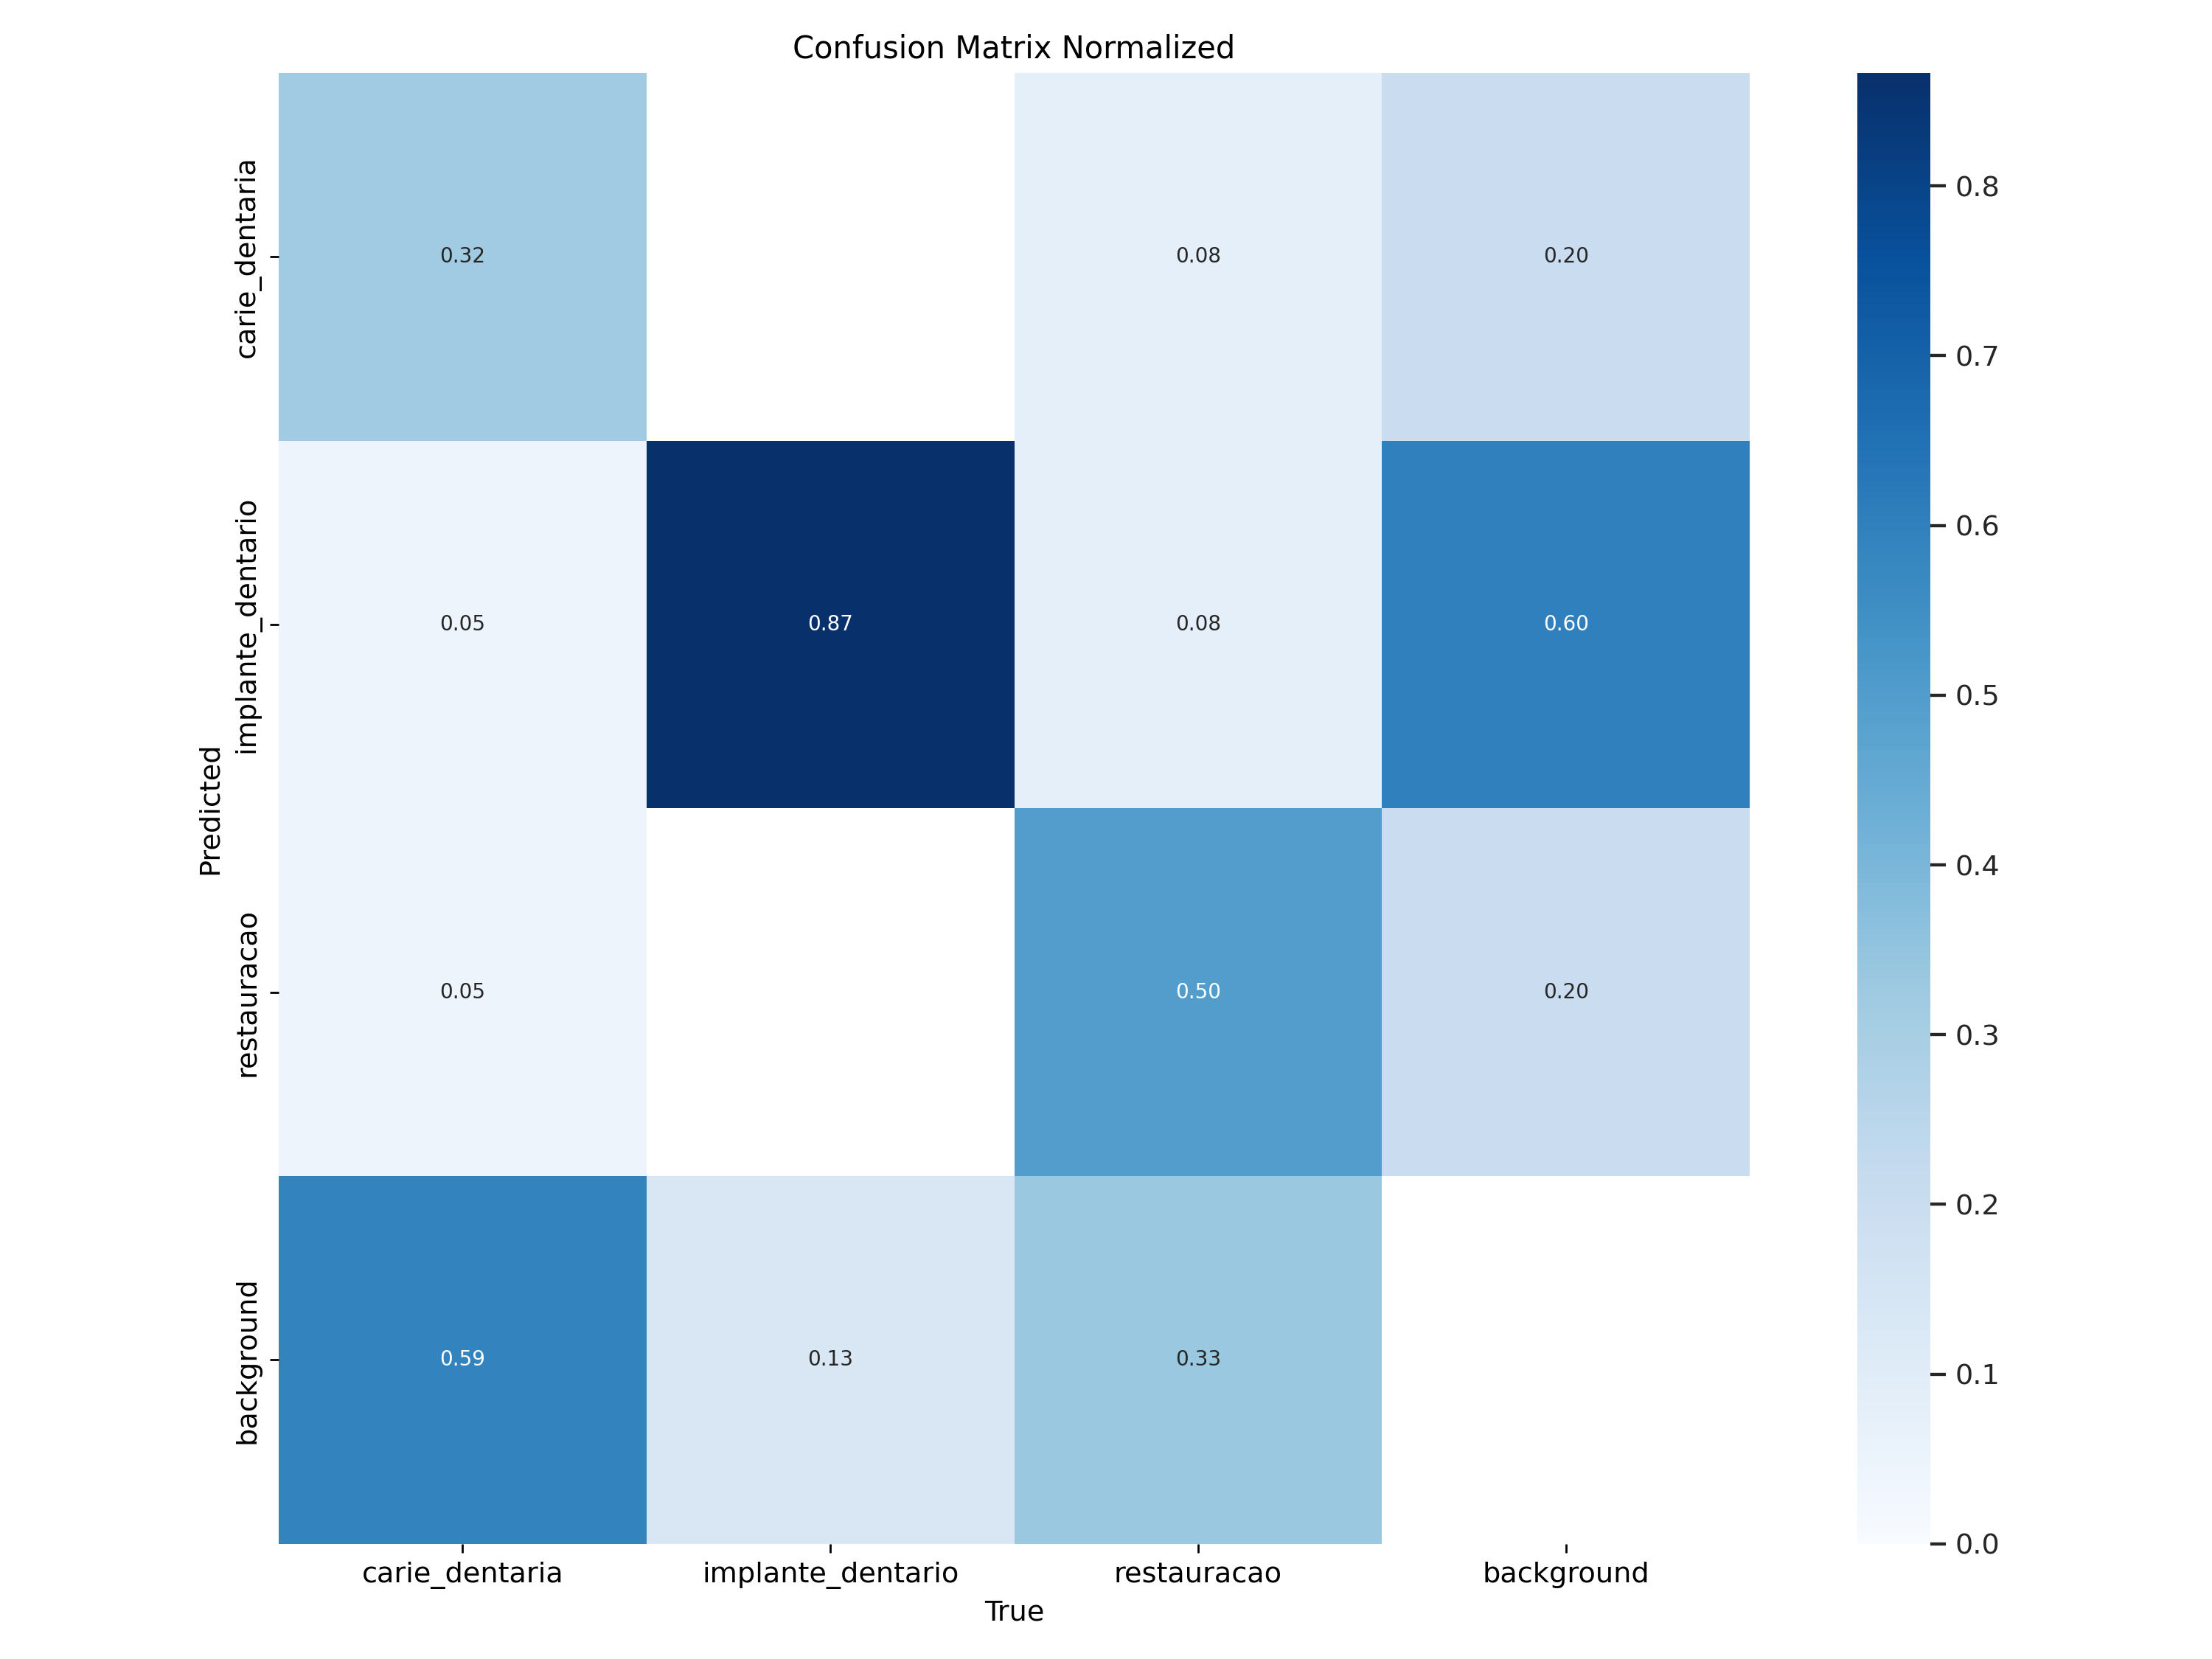 Confusion Matrix Normalized
carie_dentaria
0.32
0.08
0.20
implante_dentario
0.05
0.87
0.08
0.60
restauracao
0.05
0.50
0.20
background
0.59
0.13
0.33
Predicted
carie_dentaria
implante_dentario
restauracao
background
True
0.8
0.7
0.6
0.5
0.4
0.3
0.2
0.1
0.0